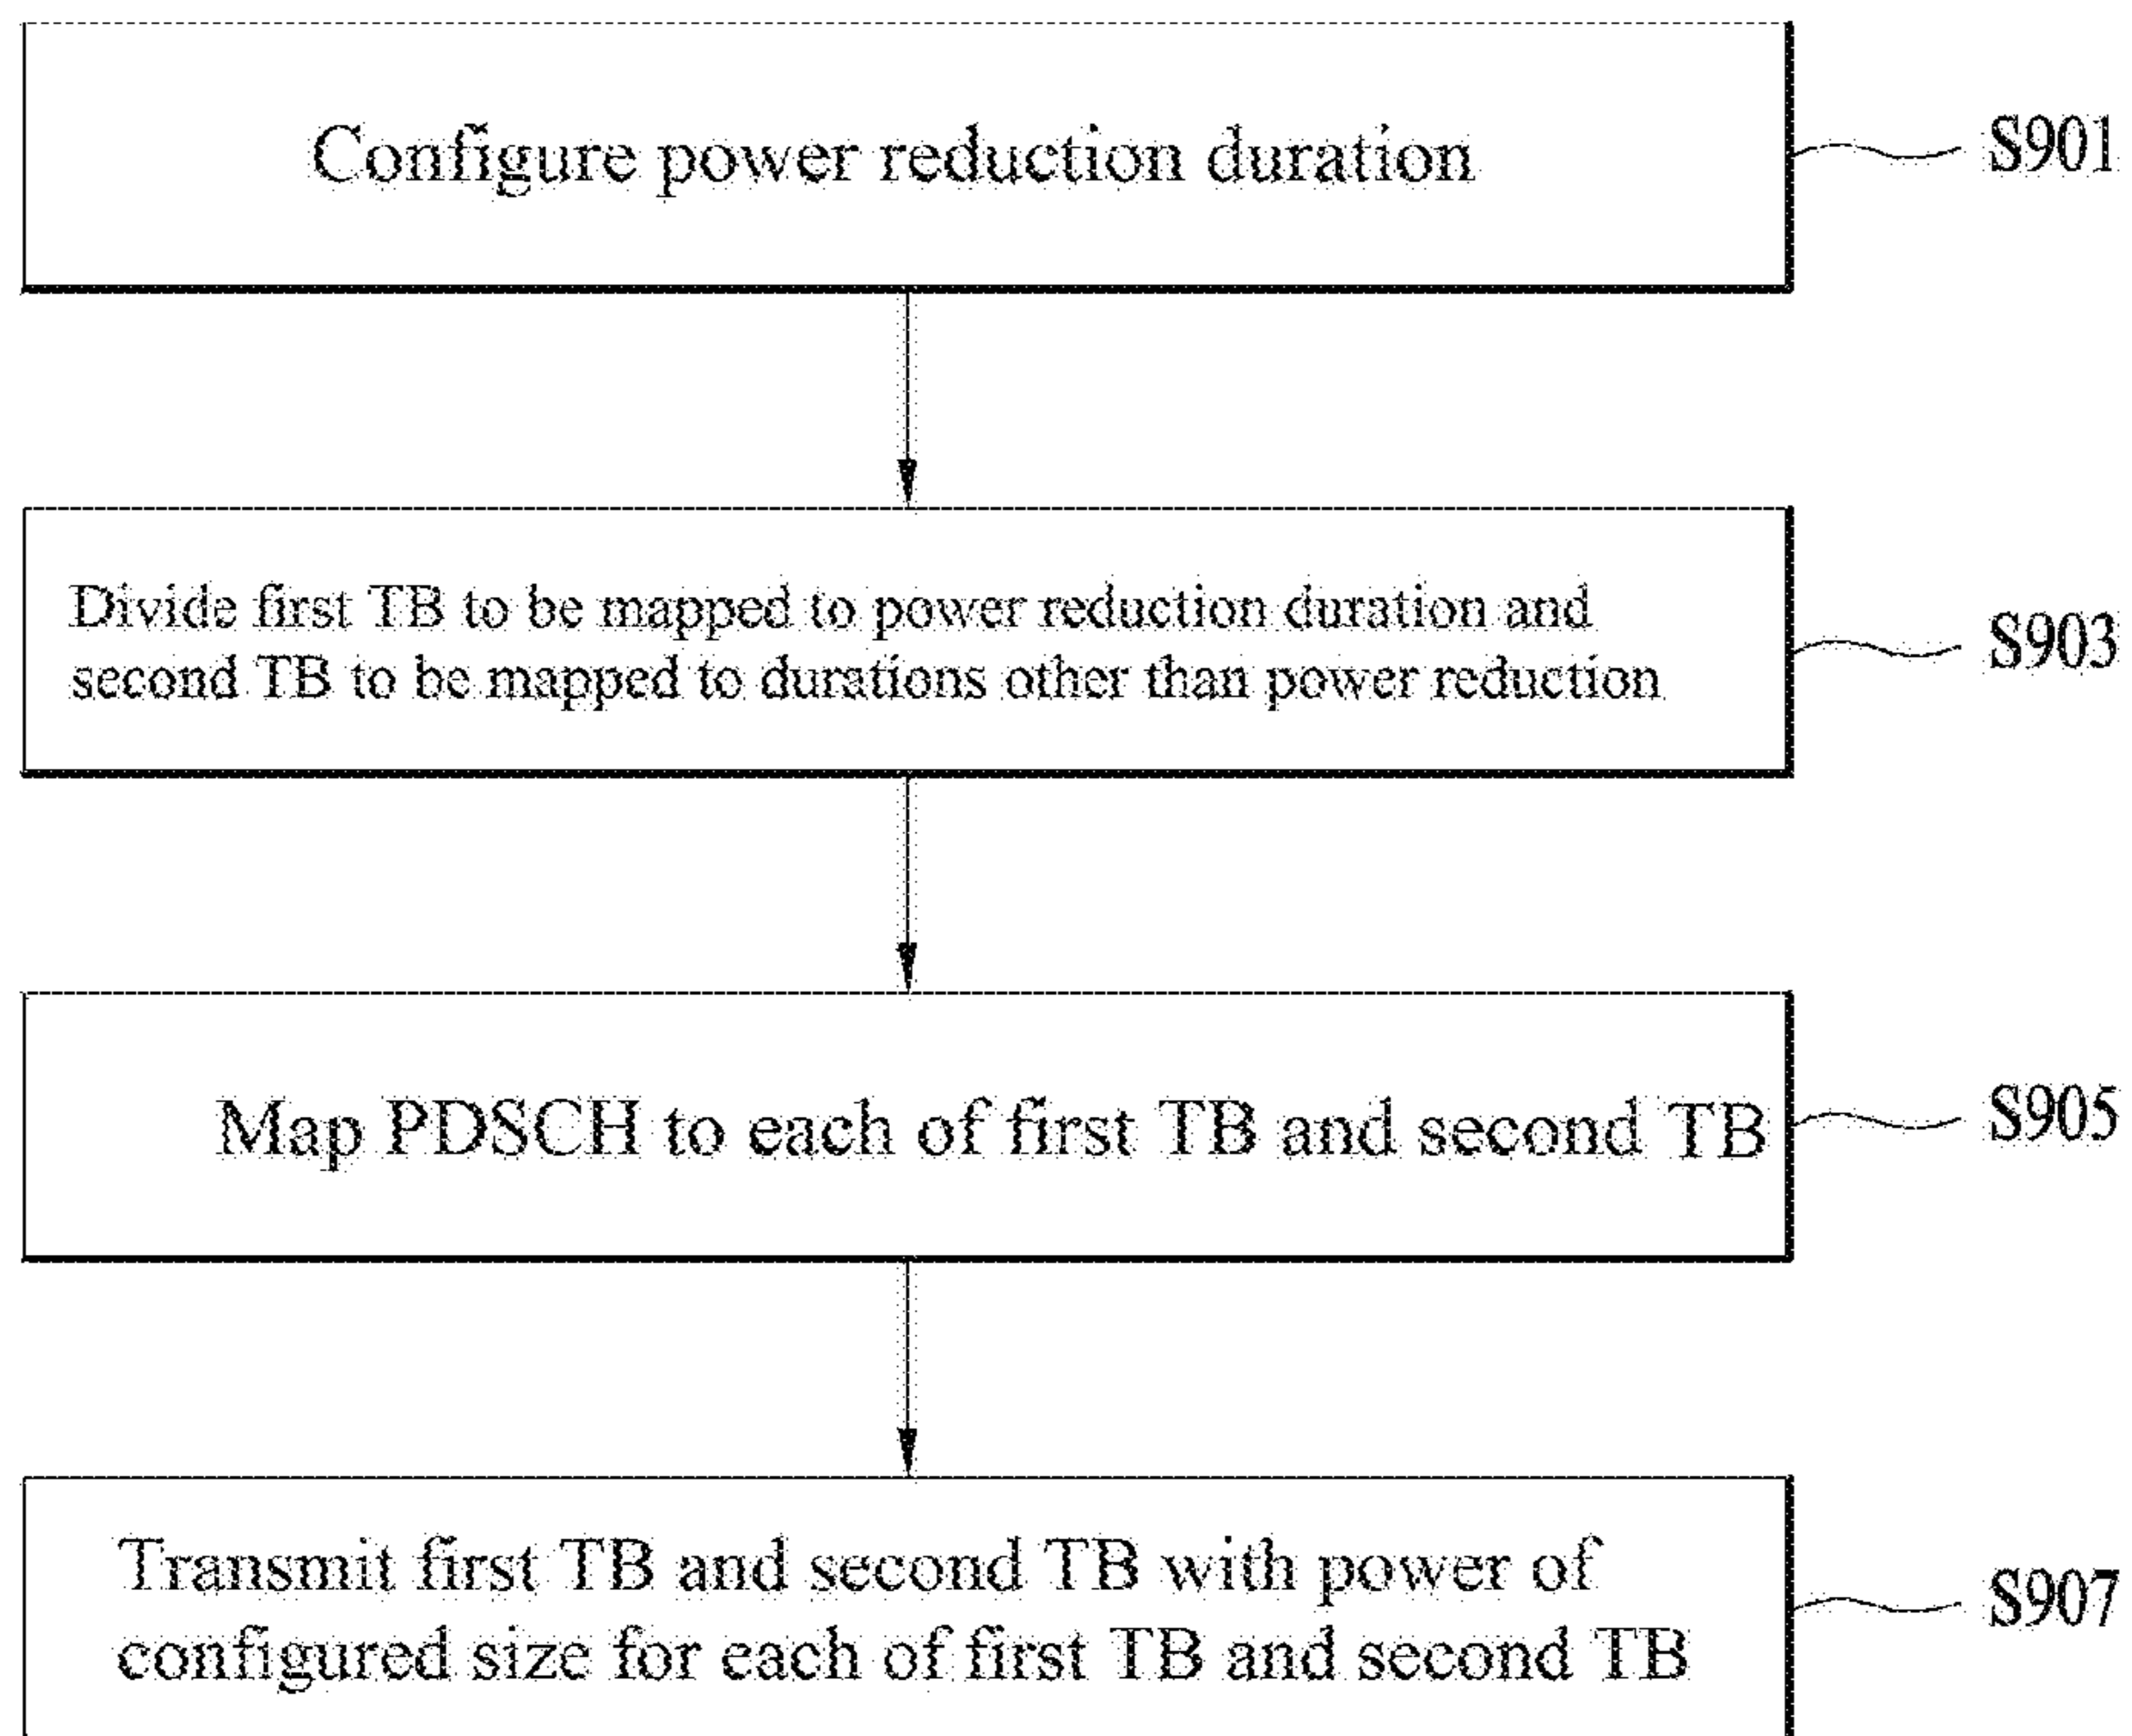 Configure power reduction duration
S901
Divide first TB to be mapped to power reduction duration and
second TB to be mapped to durations other than power reduction
S903
Map PDSCH to each of first TB and second TB
S905
Transmit first TB and second TB with power of
configured size for each of first TB and second TB
S907